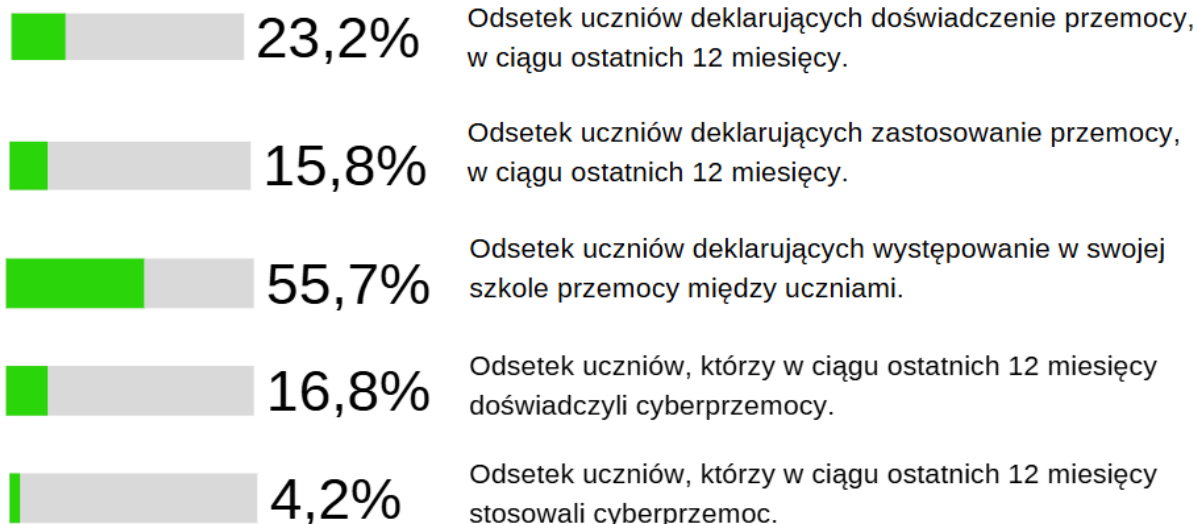 23,2%
Odsetek uczniów deklarujących doświadczenie przemocy,
w ciągu ostatnich 12 miesięcy.
15,8%
Odsetek uczniów deklarujących zastosowanie przemocy,
w ciągu ostatnich 12 miesięcy.
55,7%
Odsetek uczniów deklarujących występowanie w swojej
szkole przemocy między uczniami.
16,8%
Odsetek uczniów, którzy w ciągu ostatnich 12 miesięcy
doświadczyli cyberprzemocy.
4,2%
Odsetek uczniów, którzy w ciągu ostatnich 12 miesięcy
stosowali cyberprzemoc.